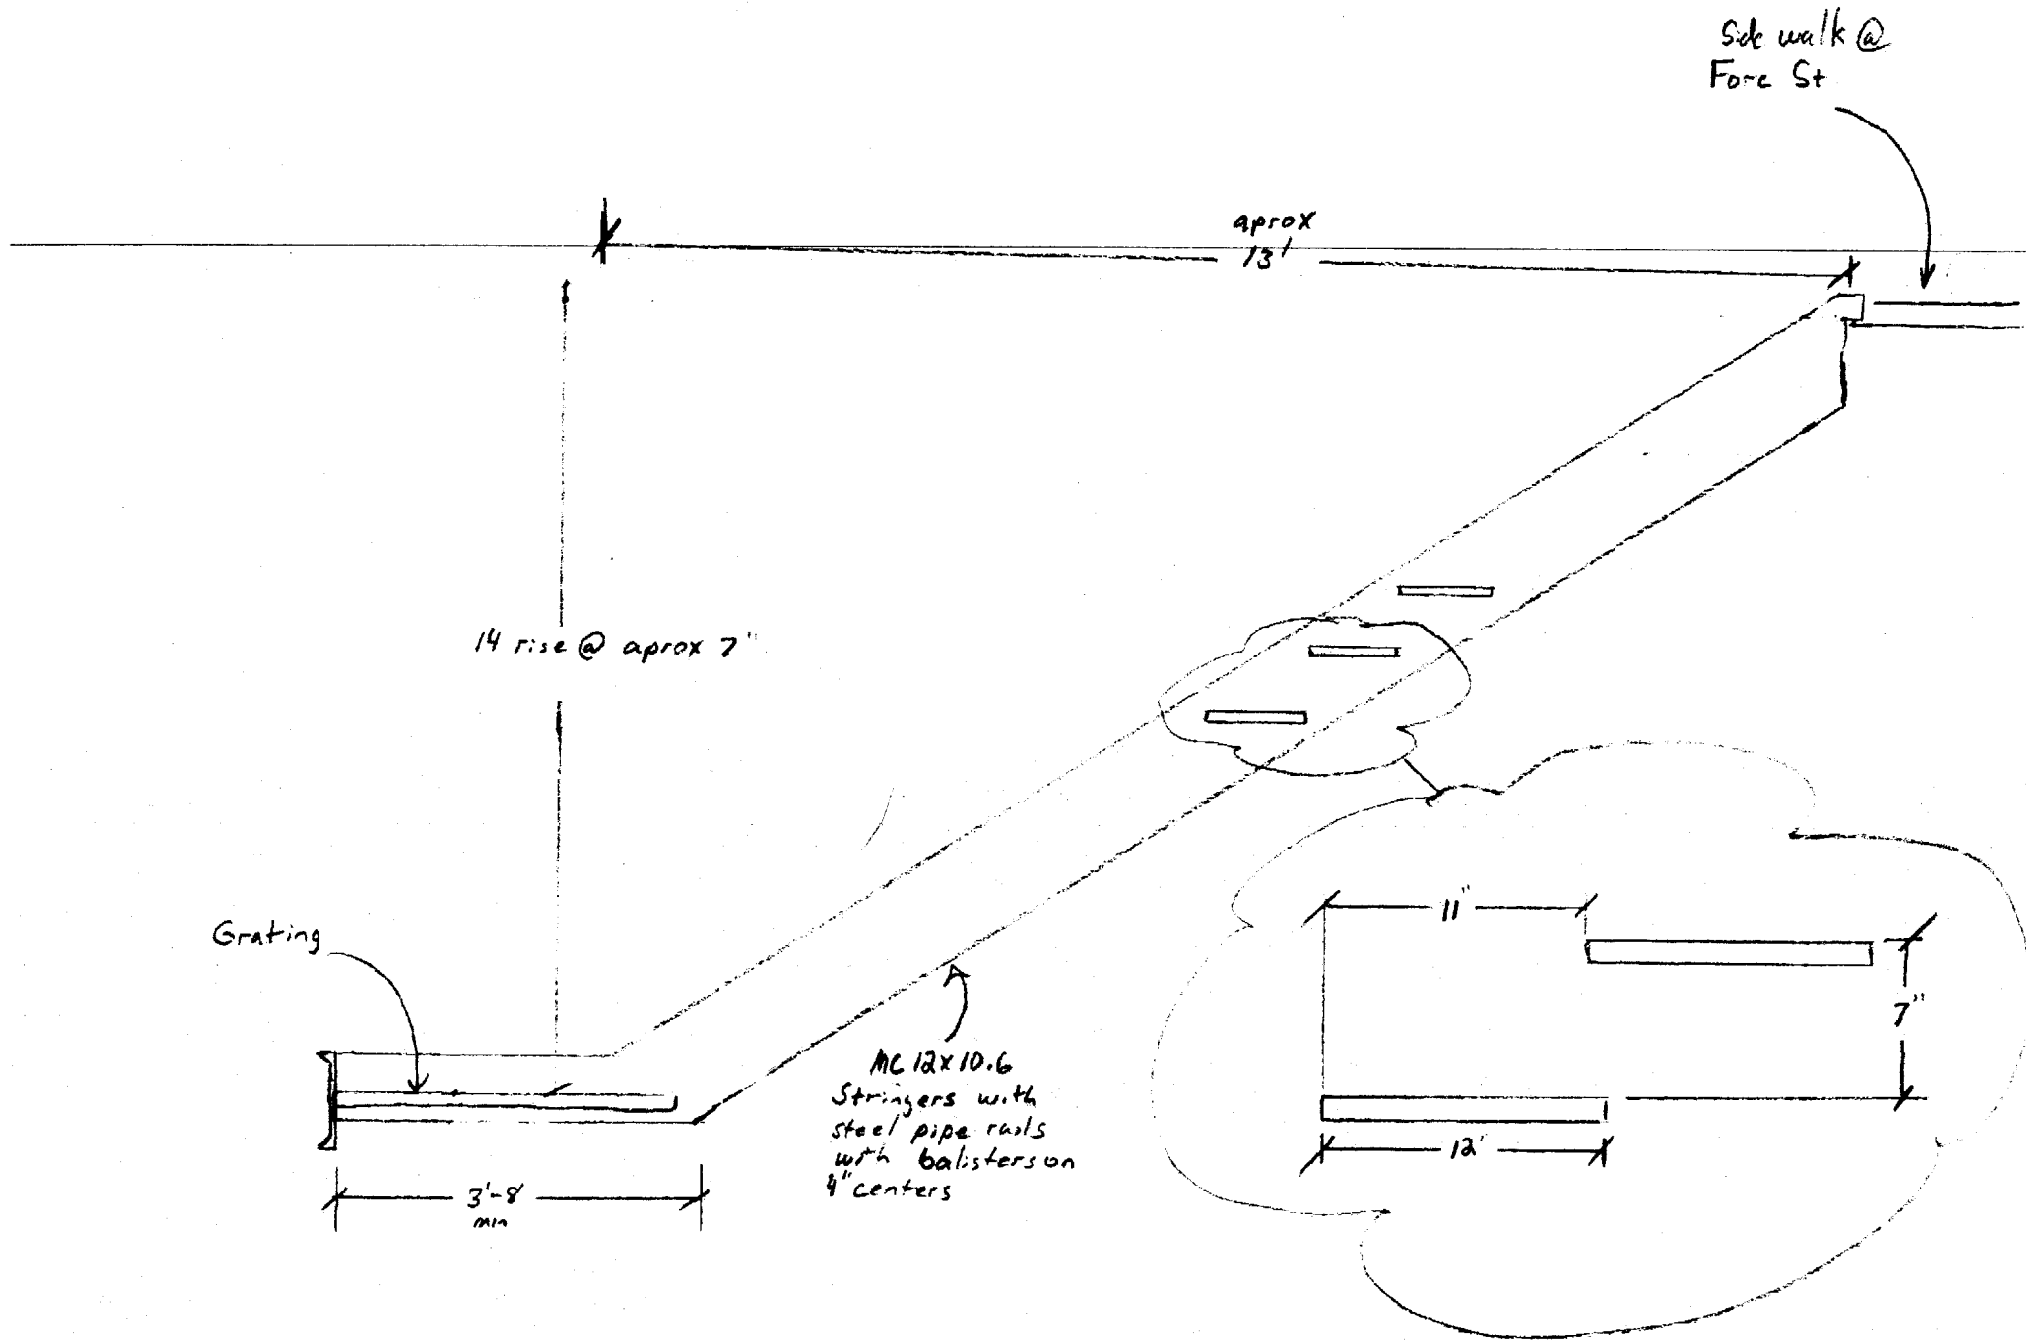 Side walk @
Fore St
aprox
13'
14 rise @ aprox 7"
Grating
11"
7"
12'
MC 12x10.6
Stringers with
steel pipe rails
with balisters on
4" centers
3'-8
min